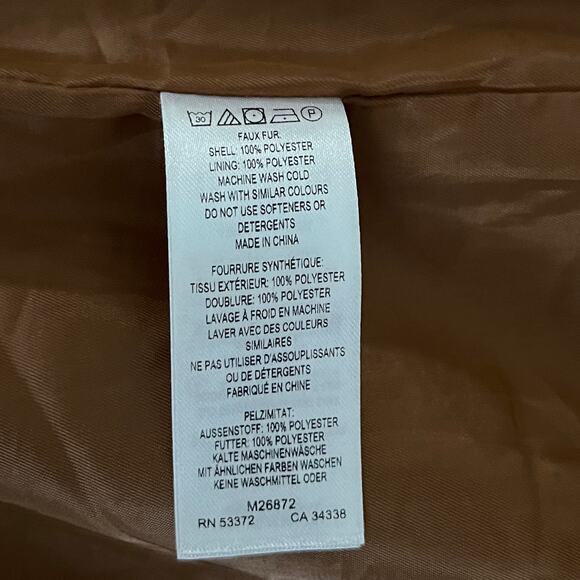 30 P
FAUX FUR.
SHELL: 100% POLYESTER
LINING: 100% POLYESTER
MACHINE WASH COLD
WASH WITH SIMILAR COLOURS
DO NOT USE SOFTENERS OR
DETERGENTS
MADE IN CHINA
FOURRURE SYNTHÉTIQUE:
TISSU EXTÉRIEUR: 100% POLYESTER
DOUBLURE: 100% POLYESTER
LAVAGE À FROID EN MACHINE
LAVER AVEC DES COULEURS
SIMILAIRES
NE PAS UTILISER D'ASSOUPLISSANTS
OU DE DÉTERGENTS
FABRIQUÉ EN CHINE
PELZIMITAT:
AUSSENSTOFF: 100% POLYESTER
FUTTER: 100% POLYESTER
KALTE MASCHINENWÄSCHE
MIT ÄHNLICHEN FARBEN WASCHEN
KEINE WASCHMITTEL ODER
M26872
RN 53372 CA 34338